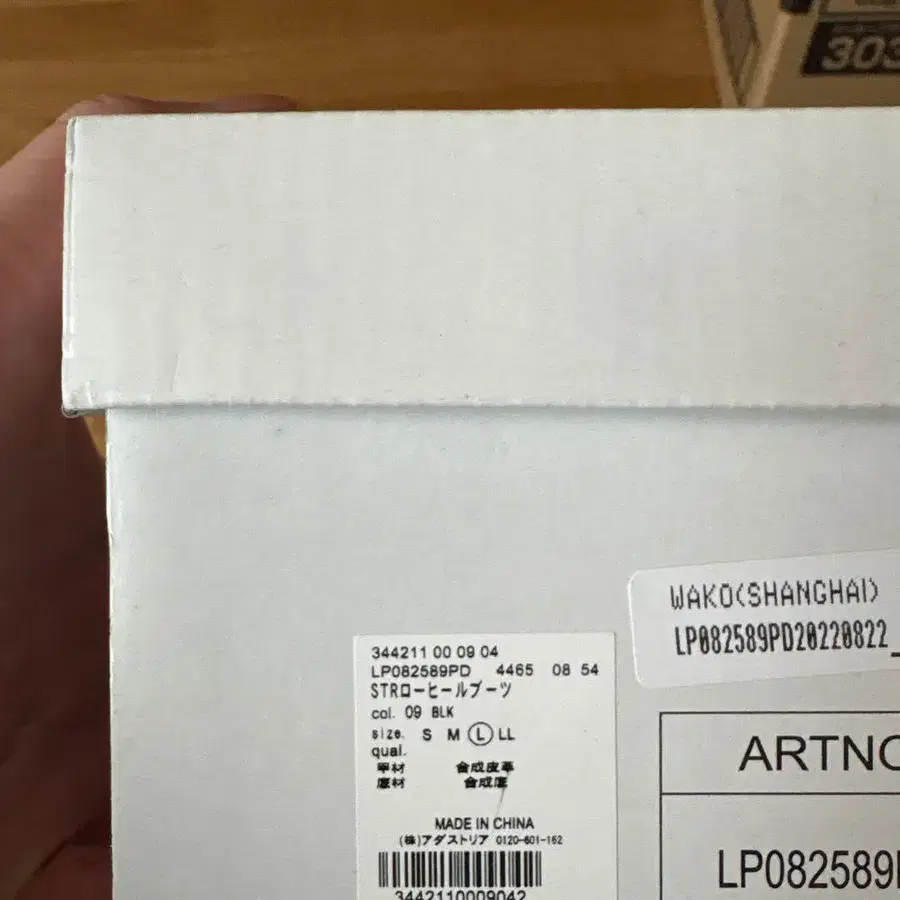 303
WAKO(SHANGHAI)
LP082589PD20220822_
344211 00 09 04
LP082589PD 4465 08 54
STRローヒールブーツ
col. 09 BLK
size. S M L LL
qual.
甲材 合成皮革
底材 合成底
MADE IN CHINA
(株)アダストリア 0120-601-162
3442110009042
ARTNO
LP082589